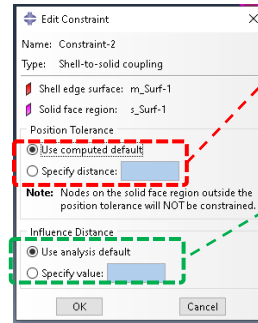 Edit Constraint
Name: Constraint-2
Type: Shell-to-solid coupling
Shell edge surface: m_Surf-1
Solid face region: s_Surf-1
Position Tolerance
Use computed default
Specify distance:
Note: Nodes on the solid face region outside the
position tolerance will NOT be constrained.
Influence Distance
Use analysis default
Specify value:
OK Cancel